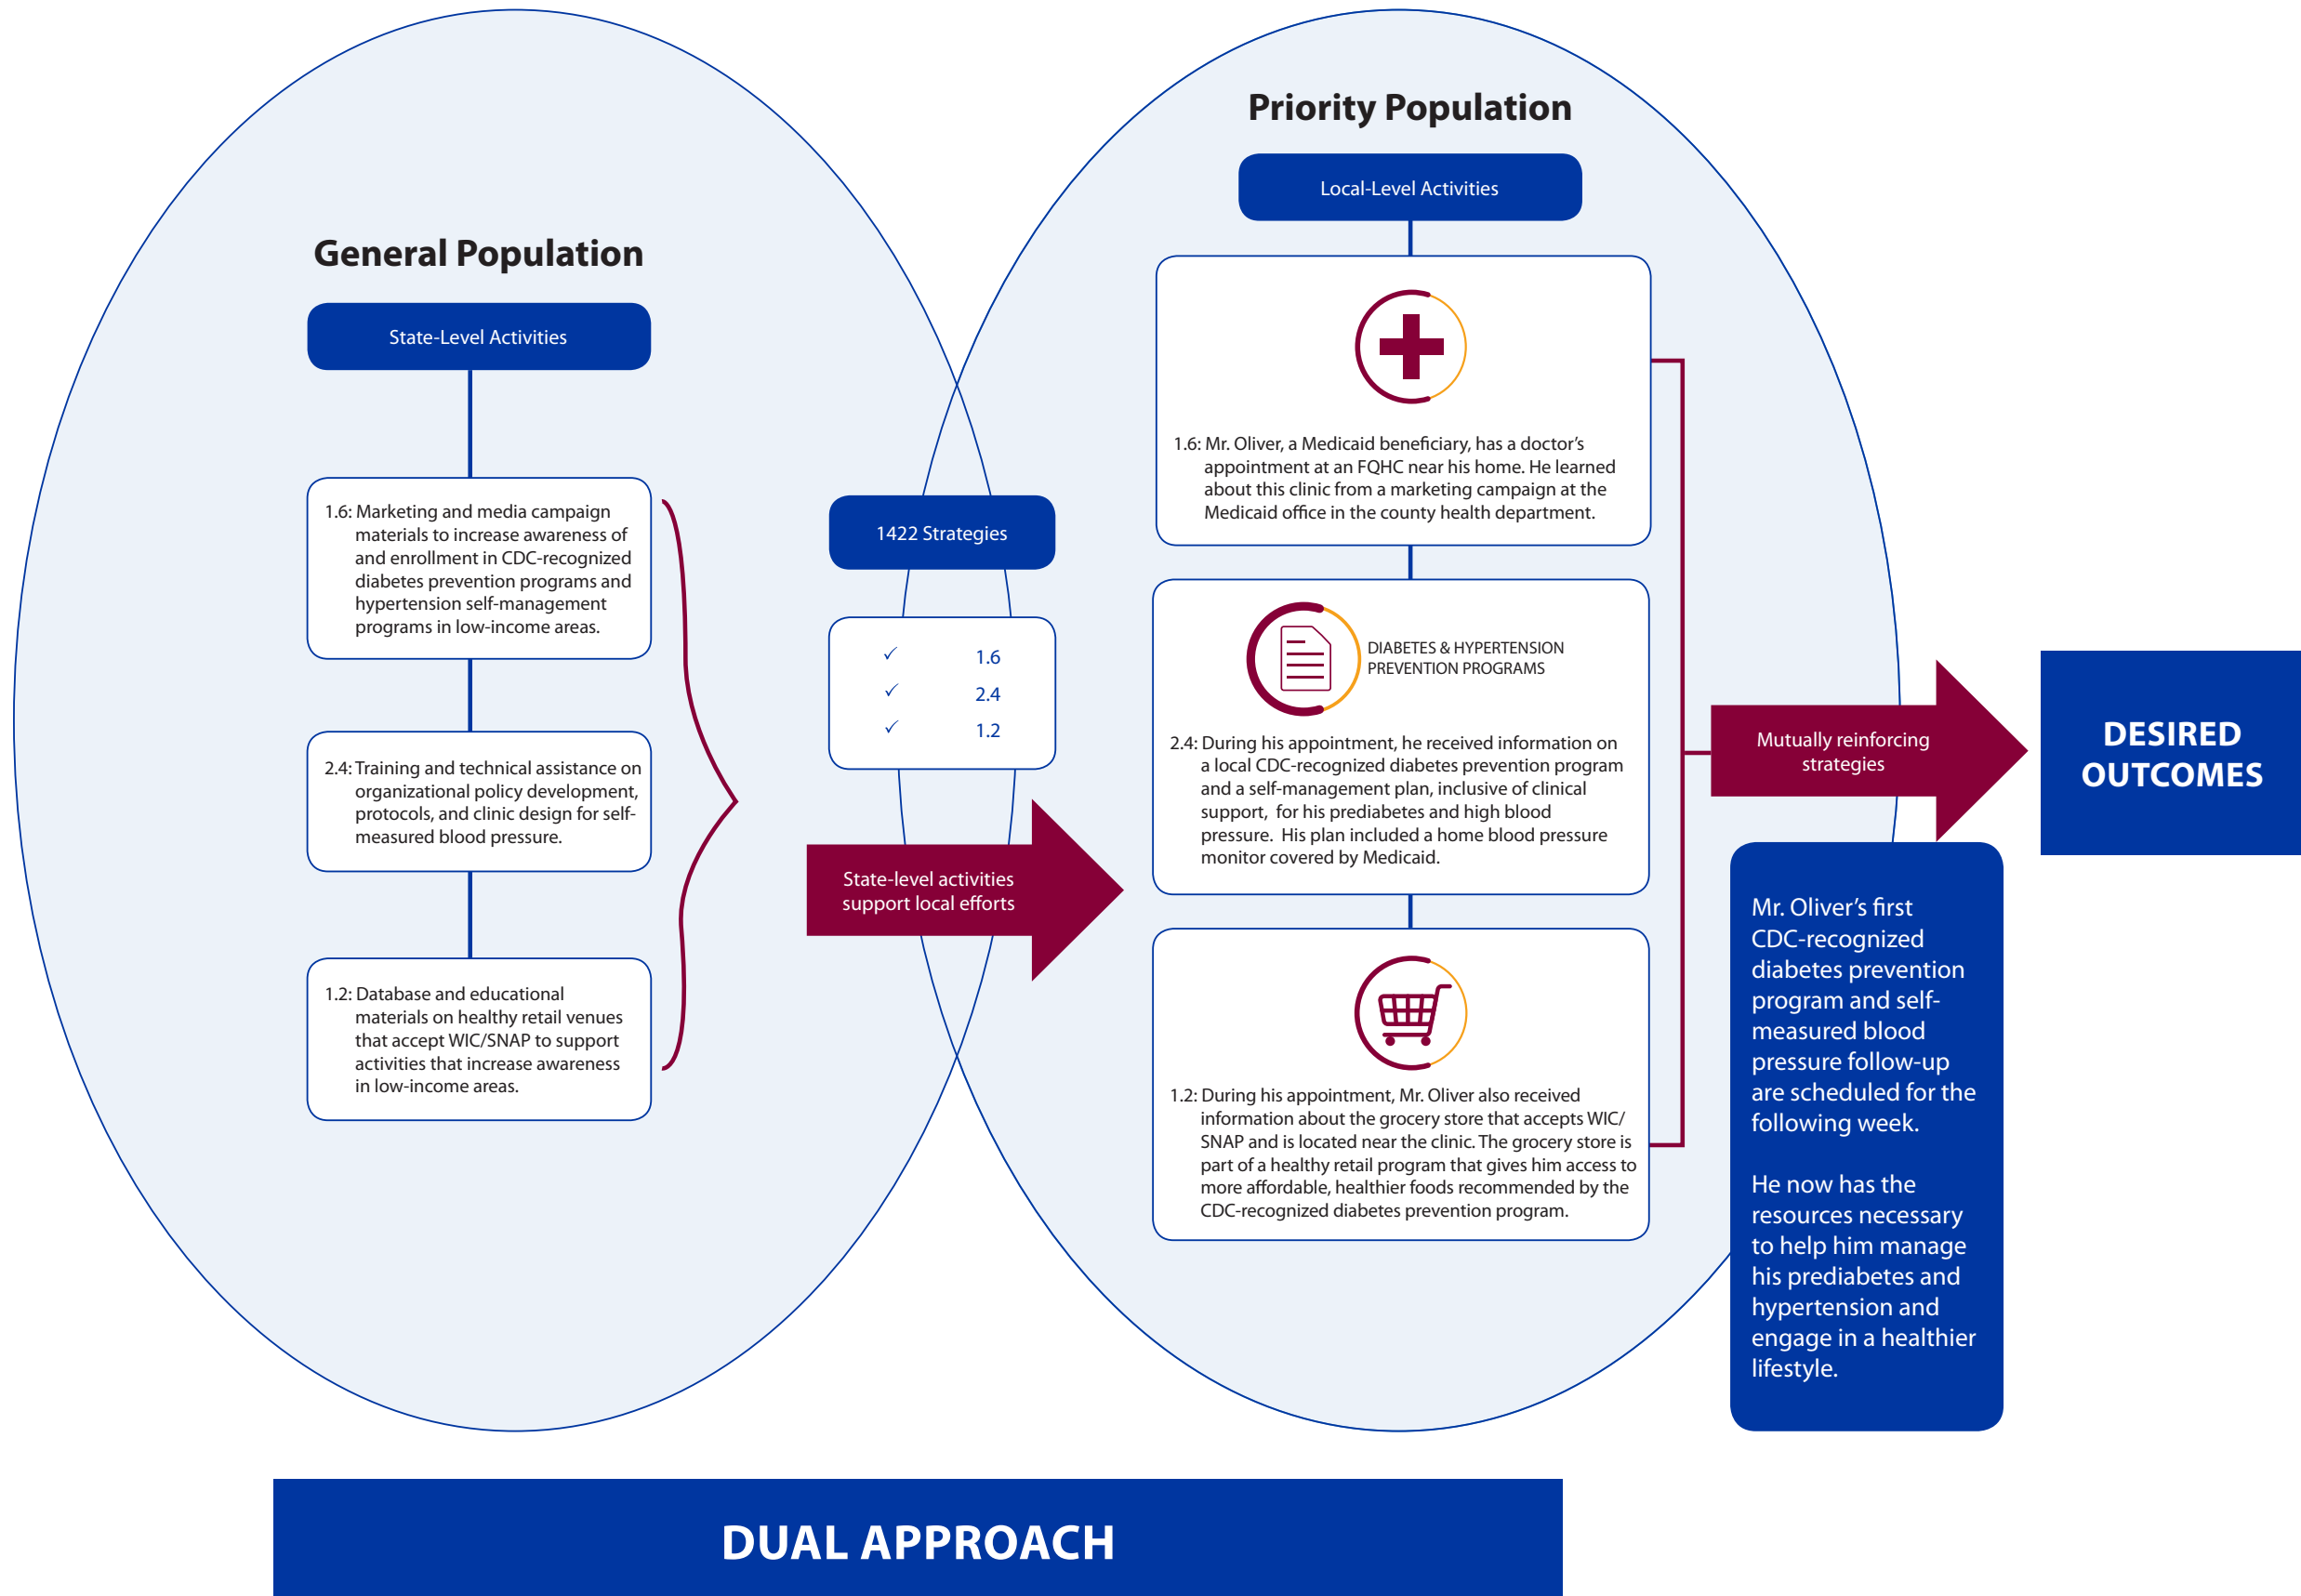 General Population
State-Level Activities
1.6: Marketing and media campaign
materials to increase awareness of
and enrollment in CDC-recognized
diabetes prevention programs and
hypertension self-management
programs in low-income areas.
2.4: Training and technical assistance on
organizational policy development,
protocols, and clinic design for self-
measured blood pressure.
1.2: Database and educational
materials on healthy retail venues
that accept WIC/SNAP to support
activities that increase awareness
in low-income areas.
1422 Strategies
✓ 1.6
✓ 2.4
✓ 1.2
State-level activities
support local efforts
Priority Population
Local-Level Activities
1.6: Mr. Oliver, a Medicaid beneficiary, has a doctor's
appointment at an FQHC near his home. He learned
about this clinic from a marketing campaign at the
Medicaid office in the county health department.
DIABETES & HYPERTENSION
PREVENTION PROGRAMS
2.4: During his appointment, he received information on
a local CDC-recognized diabetes prevention program
and a self-management plan, inclusive of clinical
support, for his prediabetes and high blood
pressure. His plan included a home blood pressure
monitor covered by Medicaid.
1.2: During his appointment, Mr. Oliver also received
information about the grocery store that accepts WIC/
SNAP and is located near the clinic. The grocery store is
part of a healthy retail program that gives him access to
more affordable, healthier foods recommended by the
CDC-recognized diabetes prevention program.
Mutually reinforcing
strategies
DESIRED
OUTCOMES
Mr. Oliver's first
CDC-recognized
diabetes prevention
program and self-
measured blood
pressure follow-up
are scheduled for the
following week.
He now has the
resources necessary
to help him manage
his prediabetes and
hypertension and
engage in a healthier
lifestyle.
DUAL APPROACH